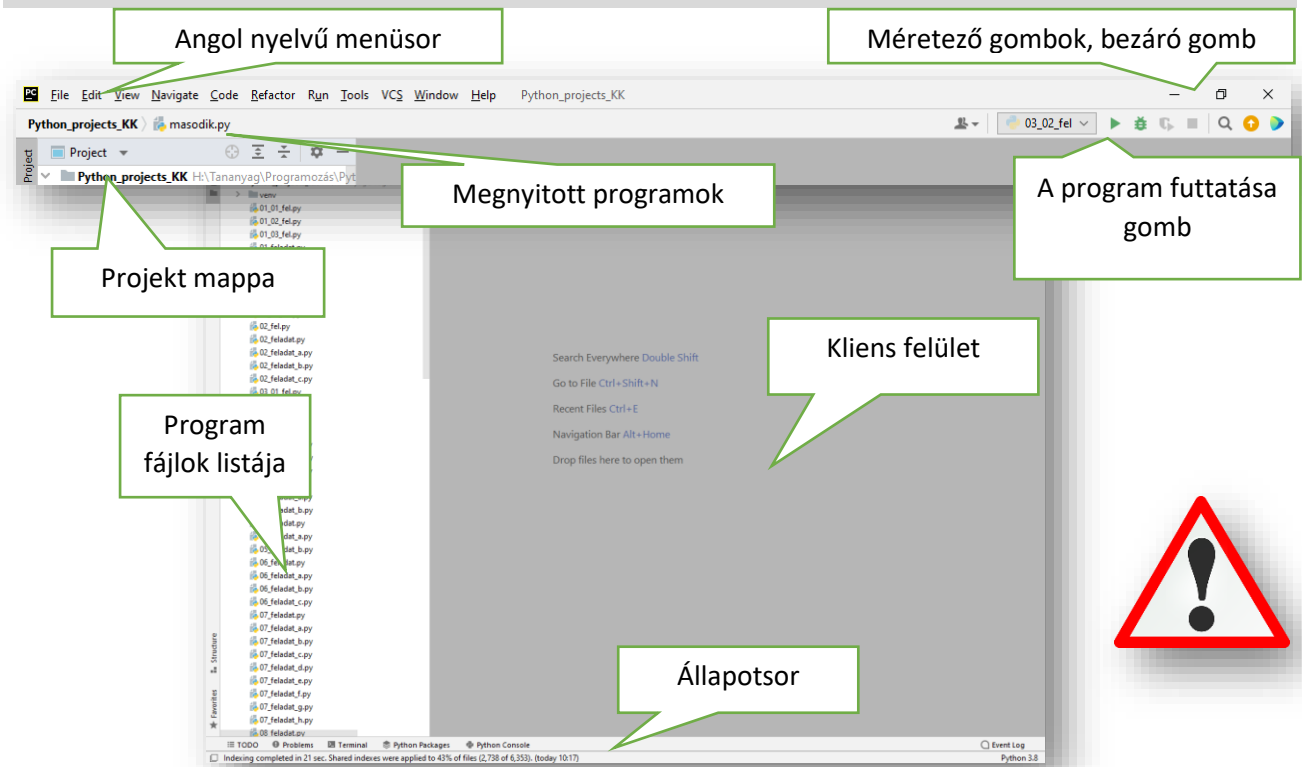 Angol nyelvű menüsor
Méretező gombok, bezáró gomb
PC File Edit View Navigate Code Refactor Run Tools VCS Window Help Python_projects_KK
Python_projects_KK masodik.py
03_02_fel
Project
Project
Python_projects_KK H:\Tananyag\Programozás\Pyt
Megnyitott programok
A program futtatása
gomb
venv
01_01_fel.py
01_02_fel.py
01_03_fel.py
Projekt mappa
02_fel.py
02_feladat.py
02_feladat_a.py
02_feladat_b.py
02_feladat_c.py
03_01_fel.py
Kliens felület
Search Everywhere Double Shift
Go to File Ctrl+Shift+N
Recent Files Ctrl+E
Navigation Bar Alt+Home
Drop files here to open them
Program
fájlok listája
06_feladat_a.py
06_feladat_b.py
06_feladat_c.py
07_feladat.py
07_feladat_a.py
07_feladat_b.py
07_feladat_c.py
07_feladat_d.py
07_feladat_e.py
07_feladat_f.py
07_feladat_g.py
07_feladat_h.py
08_feladat.py
Structure
Favorites
Állapotsor
TODO Problems Terminal Python Packages Python Console Event Log
Indexing completed in 21 sec. Shared indexes were applied to 43% of files (2,738 of 6,353). (today 10:17) Python 3.8